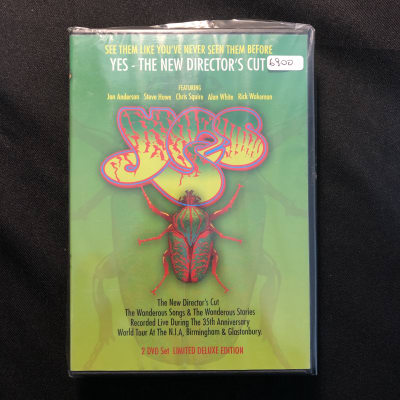 SEE THEM LIKE YOU'VE NEVER SEEN THEM BEFORE
YES - THE NEW DIRECTOR'S CUT
6900
FEATURING
Jon Anderson Steve Howe Chris Squire Alan White Rick Wakeman
Yes
The New Director's Cut
The Wonderous Songs & The Wonderous Stories
Recorded Live During The 35th Anniversary
World Tour At The N.I.A, Birmingham & Glastonbury.
2 DVD Set LIMITED DELUXE EDITION